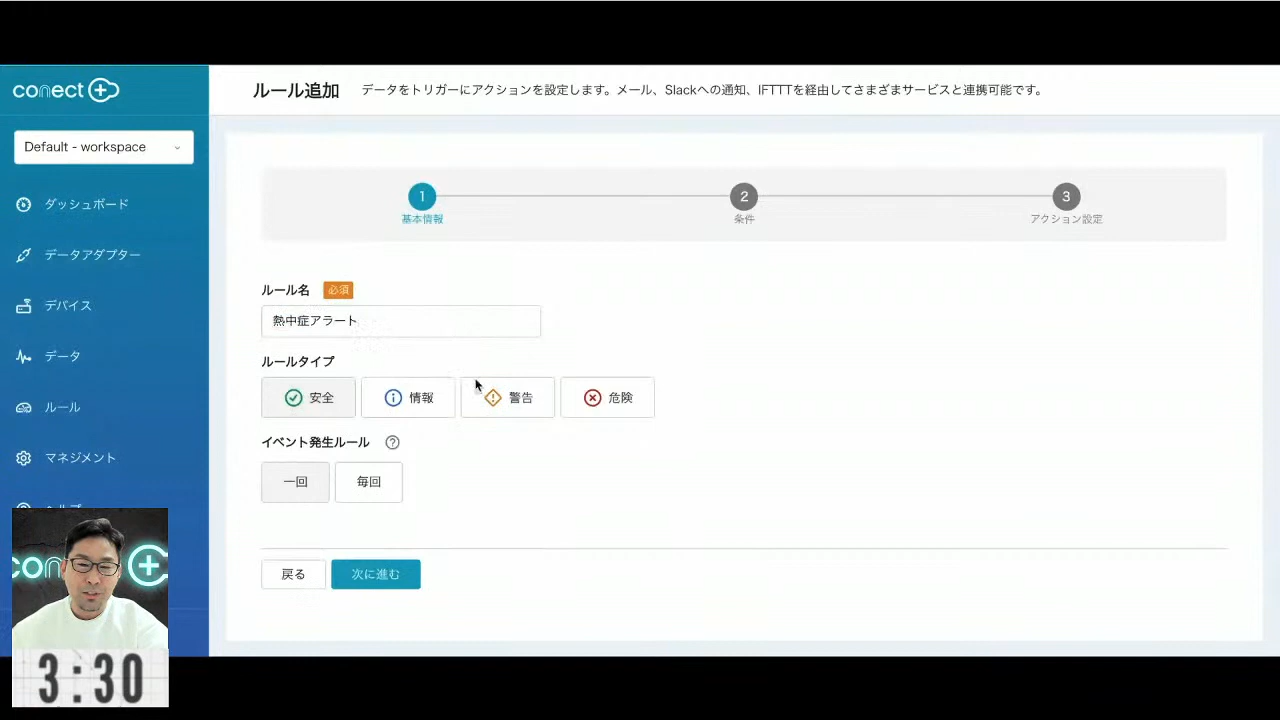 conect+
ルール追加
データをトリガーにアクションを設定します。メール、Slackへの通知、IFTTTを経由してさまざまサービスと連携可能です。
Default - workspace
ダッシュボード
データアダプター
デバイス
データ
ルール
マネジメント
ヘルプ
1
2
3
基本情報
条件
アクション設定
ルール名
必須
熱中症アラート
ルールタイプ
安全
情報
警告
危険
イベント発生ルール
一回
毎回
戻る
次に進む
con
3:30